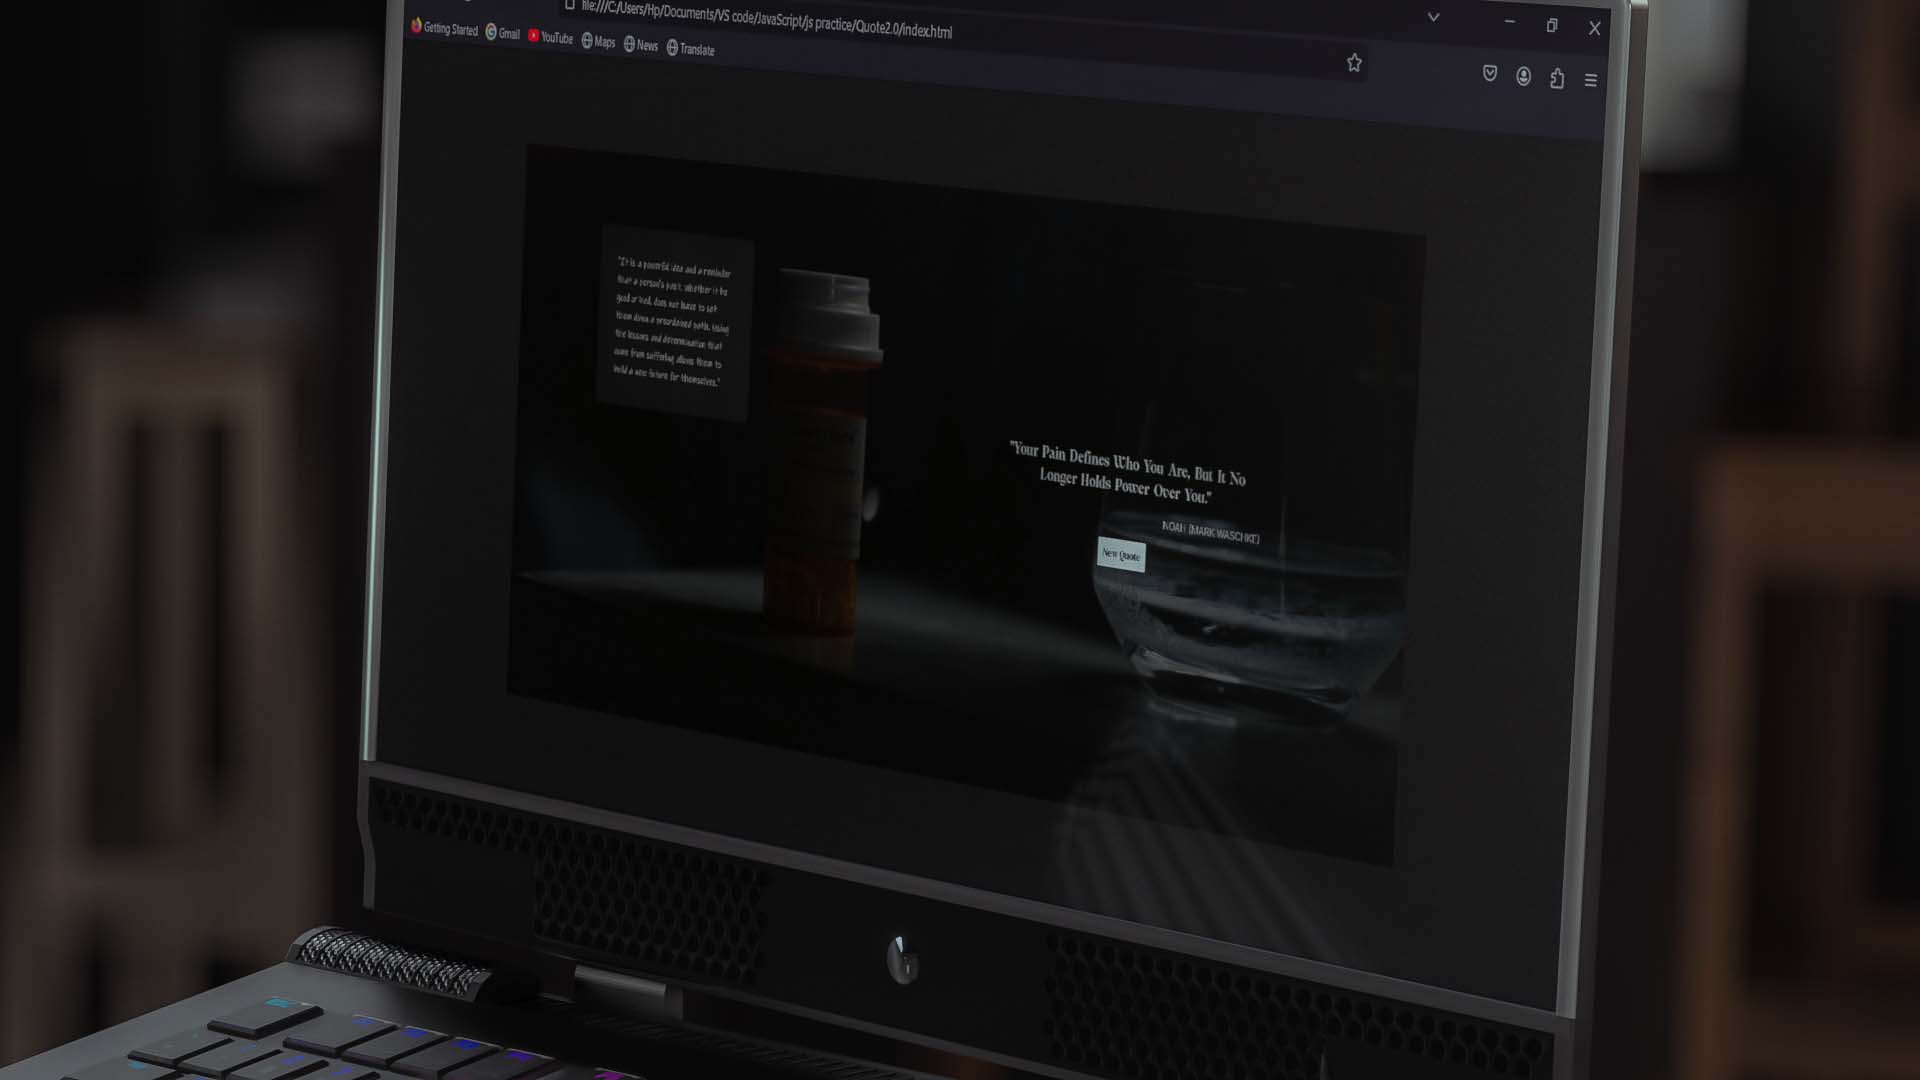 file:///C:/Users/Hp/Documents/VS code/JavaScript/js practice/Quote2.0/index.html
Getting Started Gmail YouTube Maps News Translate
"It is a powerful idea and a reminder
that a person's past, whether it be
good or bad, does not have to set
them down a preordained path. Using
the lessons and determination that
came from suffering allows them to
build a new future for themselves."
"Your Pain Defines Who You Are, But It No
Longer Holds Power Over You."
NOAH (MARK WASCHKE)
New Quote